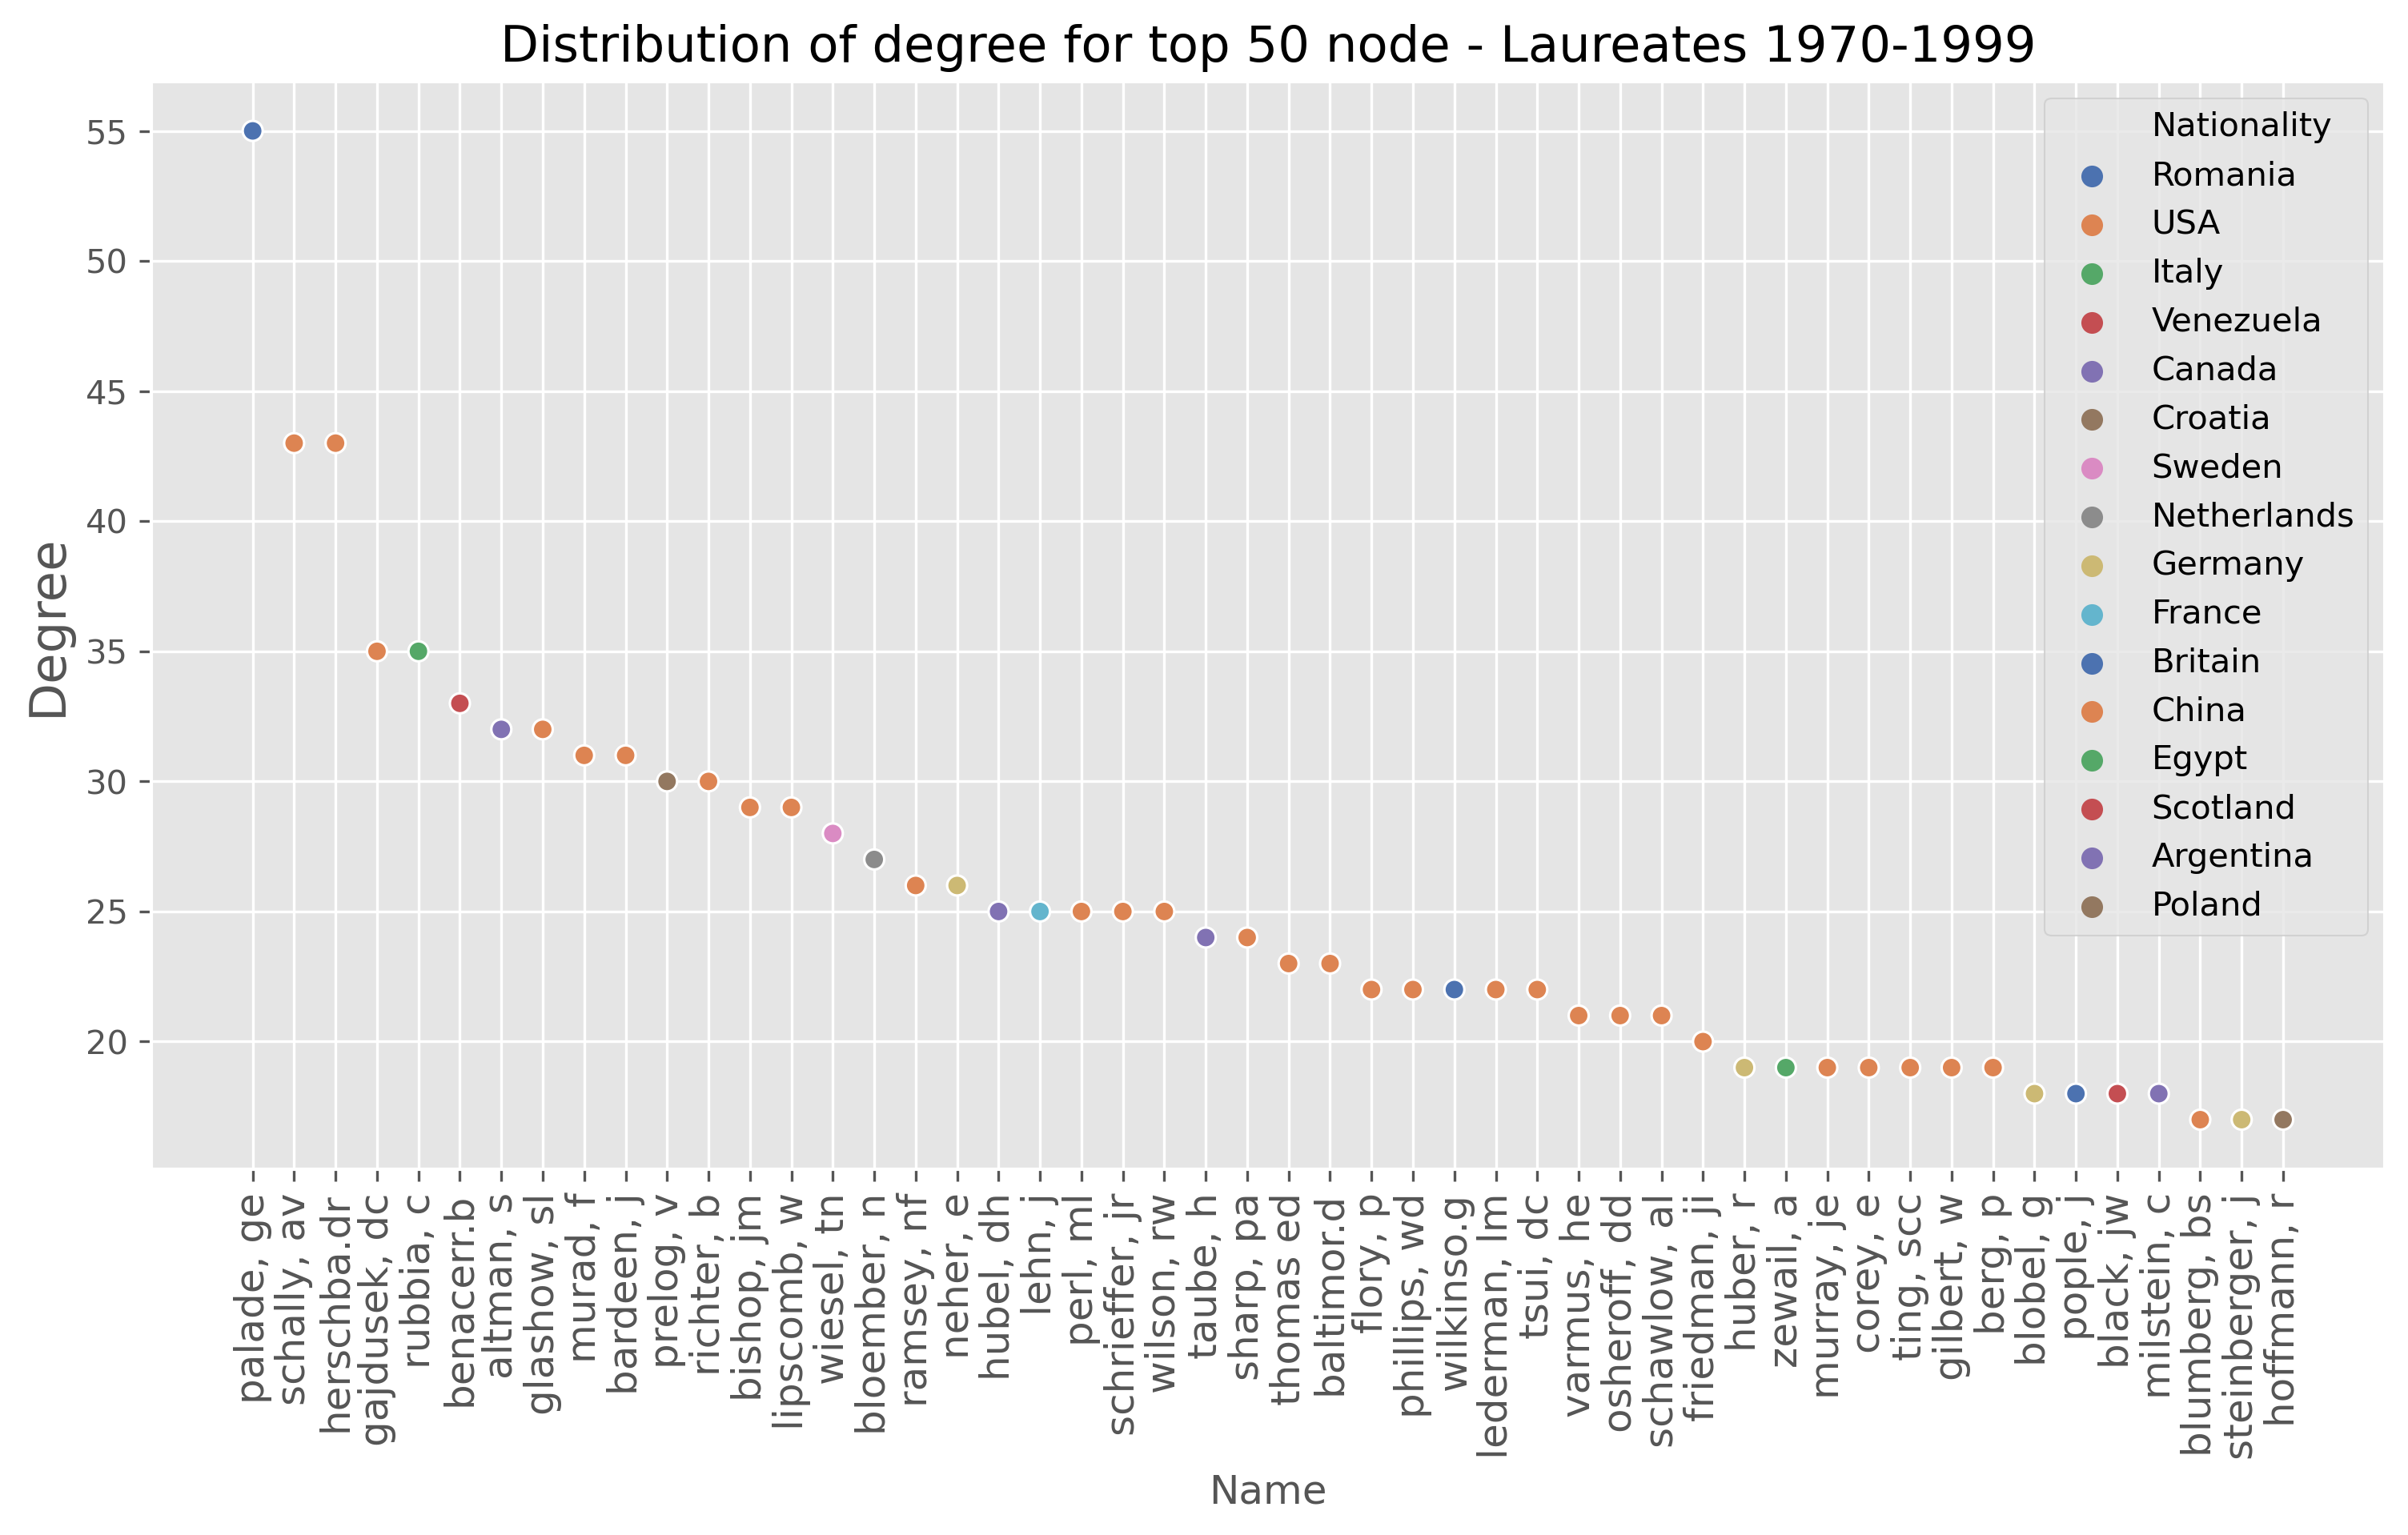 Distribution of degree for top 50 node - Laureates 1970-1999
Degree
55
50
45
40
35
30
25
20
Nationality
Romania
USA
Italy
Venezuela
Canada
Croatia
Sweden
Netherlands
Germany
France
Britain
China
Egypt
Scotland
Argentina
Poland
palade, ge
schally, av
herschba.dr
gajdusek, dc
rubbia, c
benacerr.b
altman, s
glashow, sl
murad, f
bardeen, j
prelog, v
richter, b
bishop, jm
lipscomb, w
wiesel, tn
bloember, n
ramsey, nf
neher, e
hubel, dh
lehn, j
perl, ml
schrieffer, jr
wilson, rw
taube, h
sharp, pa
thomas ed
baltimor.d
flory, p
phillips, wd
wilkinso.g
lederman, lm
tsui, dc
varmus, he
osheroff, dd
schawlow, al
friedman, ji
huber, r
zewail, a
murray, je
corey, e
ting, scc
gilbert, w
berg, p
blobel, g
pople, j
black, jw
milstein, c
blumberg, bs
steinberger, j
hoffmann, r
Name